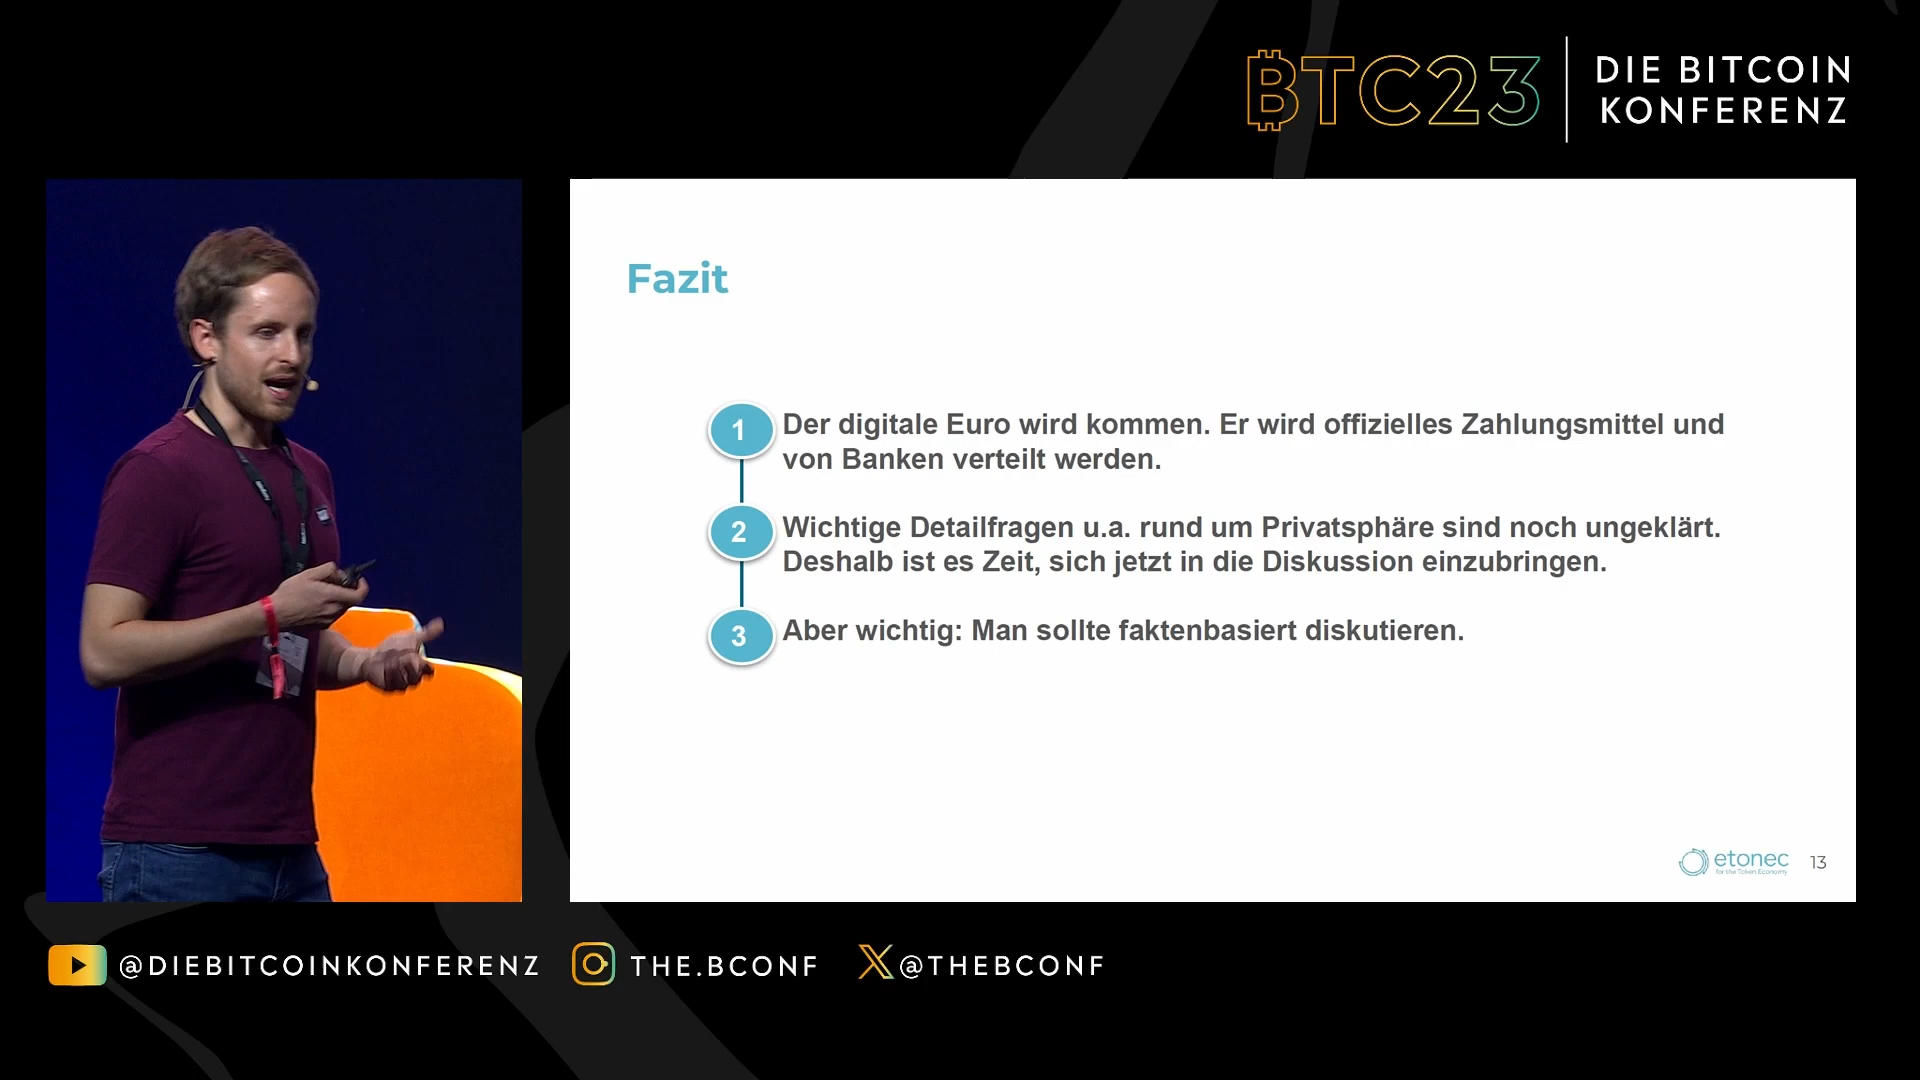 BTC23
DIE BITCOIN
KONFERENZ
Fazit
1
Der digitale Euro wird kommen. Er wird offizielles Zahlungsmittel und
von Banken verteilt werden.
2
Wichtige Detailfragen u.a. rund um Privatsphäre sind noch ungeklärt.
Deshalb ist es Zeit, sich jetzt in die Diskussion einzubringen.
3
Aber wichtig: Man sollte faktenbasiert diskutieren.
etonec
for the Token Economy
13
@DIEBITCOINKONFERENZ
THE.BCONF
@THEBCONF